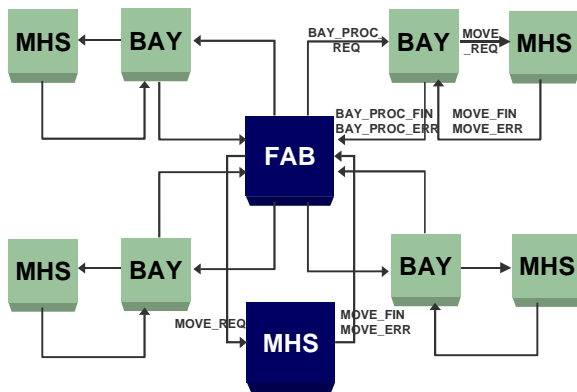 MHS
BAY
BAY_PROC_
REQ
BAY
MOVE
_REQ
MHS
BAY_PROC_FIN
BAY_PROC_ERR
MOVE_FIN
MOVE_ERR
FAB
MHS
BAY
BAY
MHS
MOVE_REQ
MHS
MOVE_FIN
MOVE_ERR